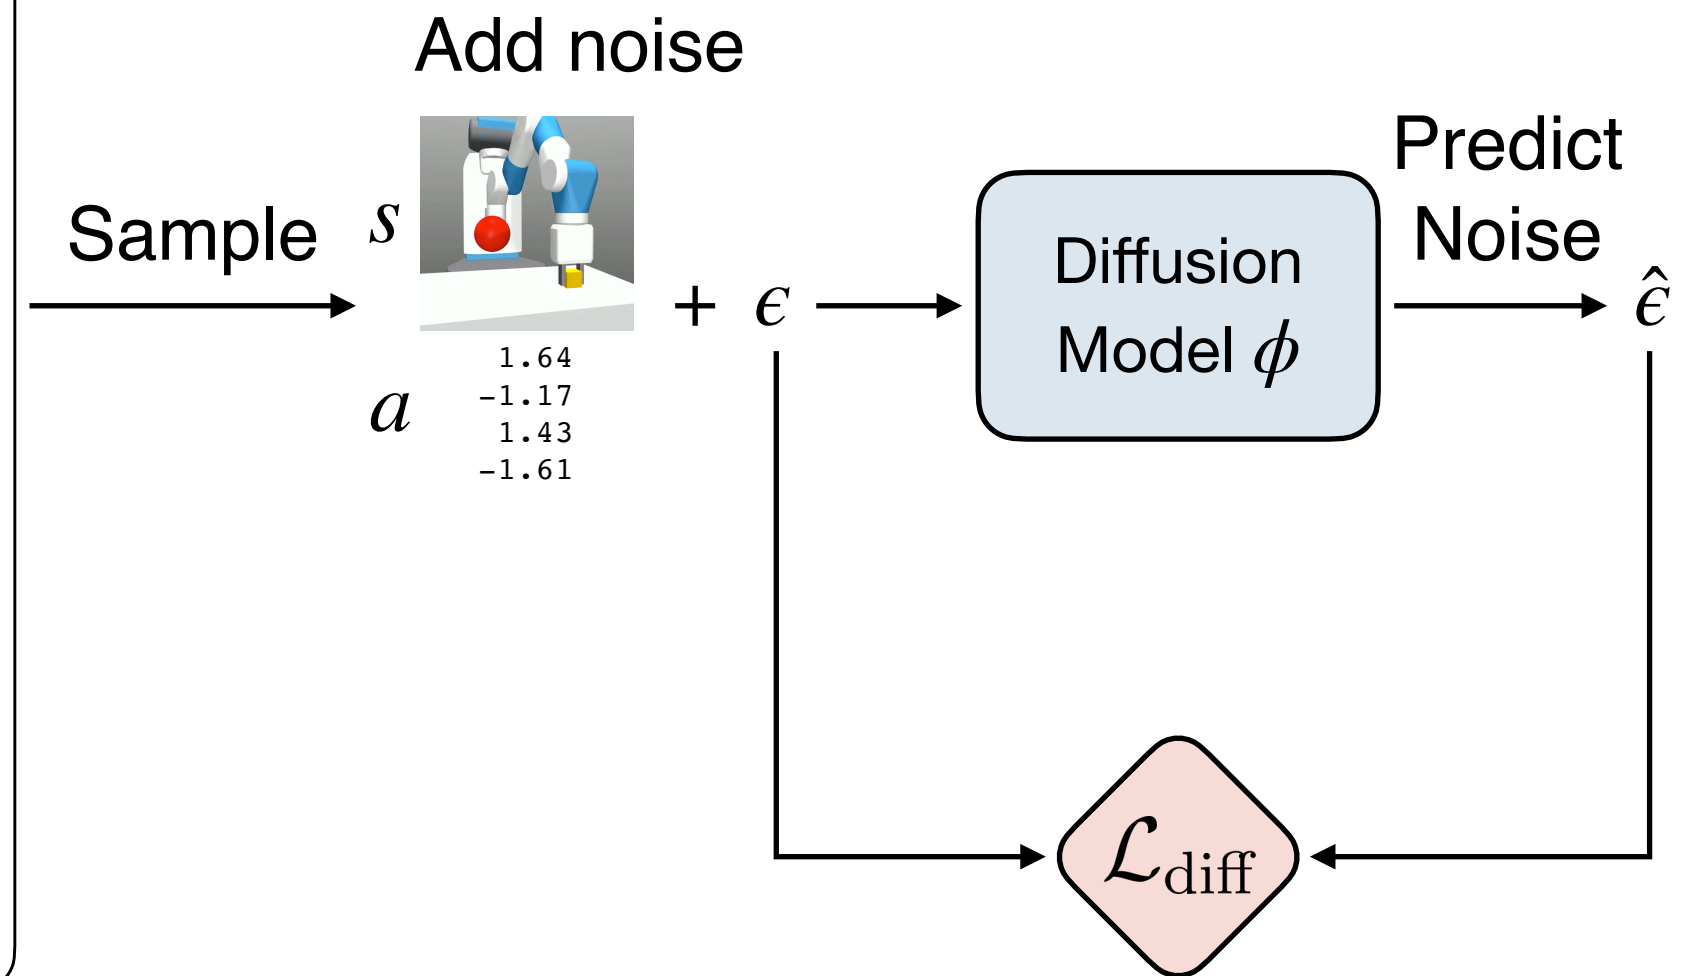 Add noise
Sample
s
+ ϵ
a
1.64
-1.17
1.43
-1.61
Diffusion
Model ϕ
Predict
Noise
ϵ̂
ℒdiff